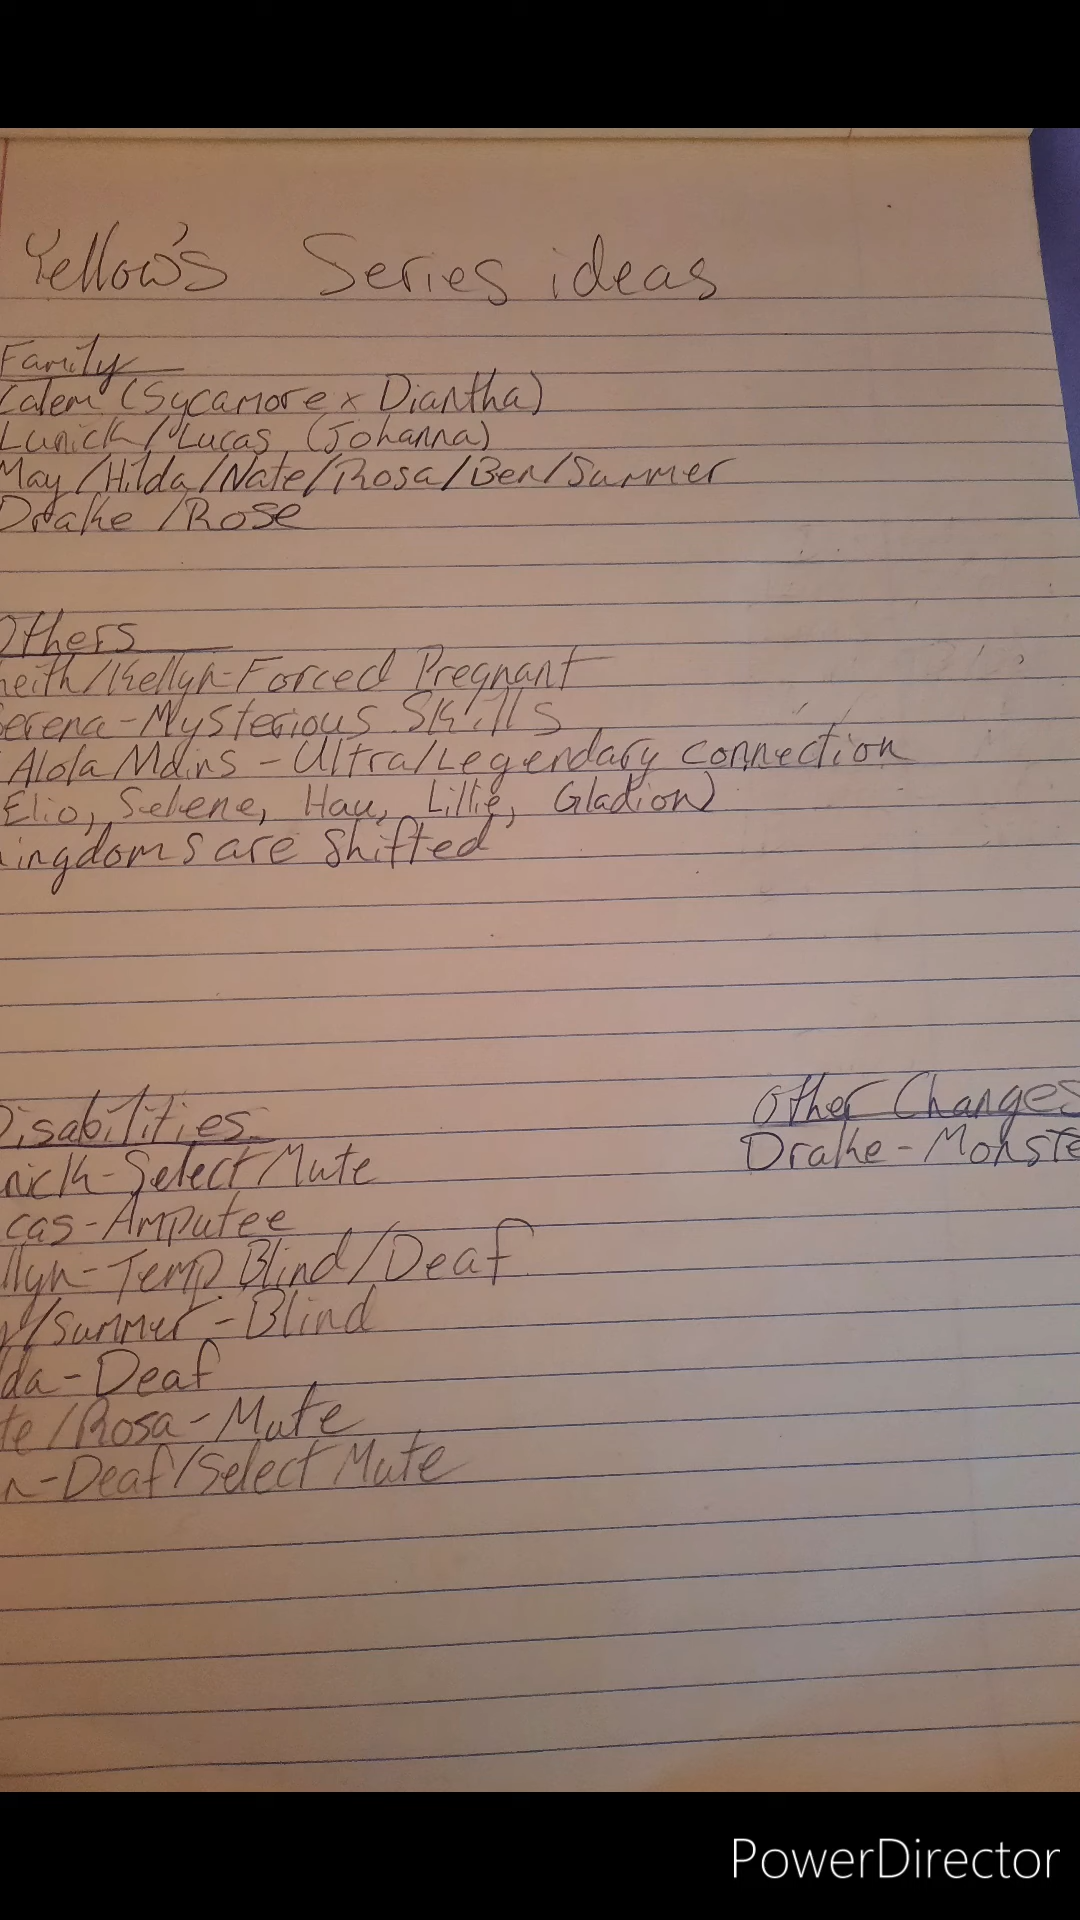 Yellow's Series ideas
Family
Calem (Sycamore x Diantha)
Lunick/Lucas (Johanna)
May/Hilda/Nate/Rosa/Ben/Summer
Drake/Rose
Others
eith/Kellyn-Forced Pregnant
Serena-Mysterious Skills
Alola Mains - Ultra/Legendary connection
Elio, Selene, Hau, Lillie, Gladion)
ingdoms are shifted
Disabilities
nick-Select Mute
cas-Amputee
llyn-Temp. Blind/Deaf
y/Summer-Blind
da-Deaf
te/Rosa-Mute
n-Deaf/Select Mute
Other Changes
Drake-Monste
PowerDirector